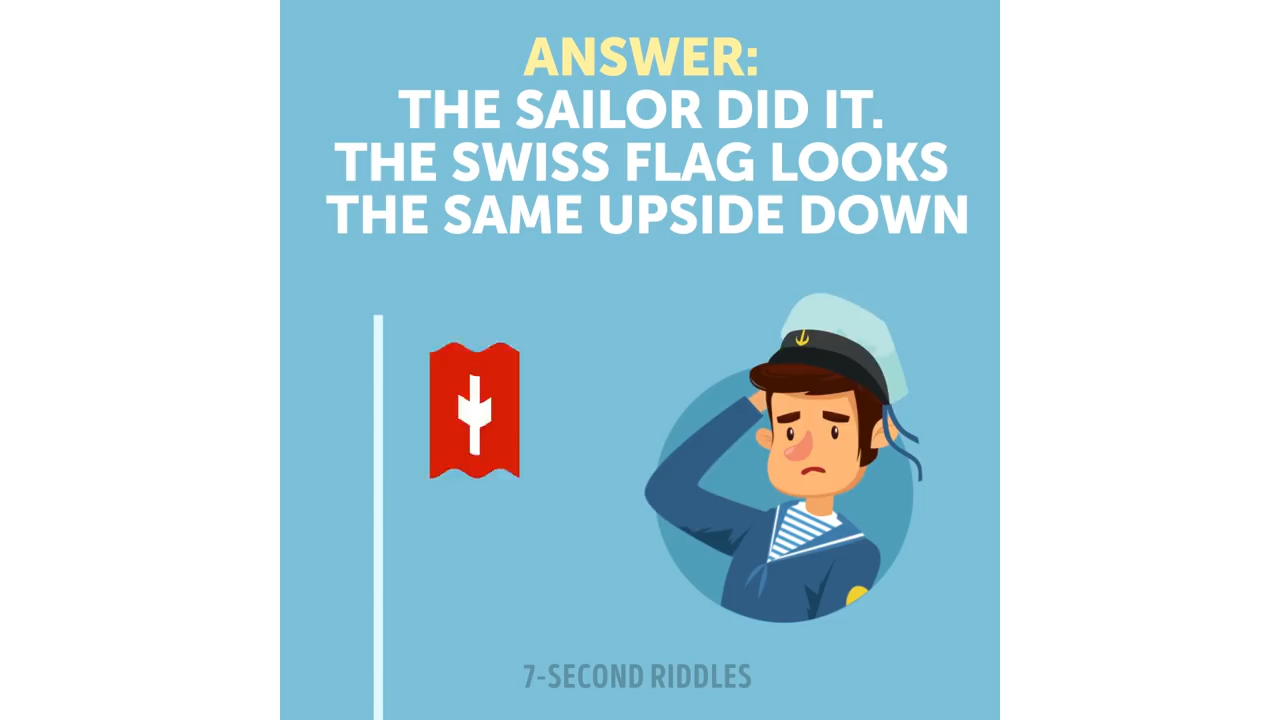 ANSWER:
THE SAILOR DID IT.
THE SWISS FLAG LOOKS
THE SAME UPSIDE DOWN
7-SECOND RIDDLES